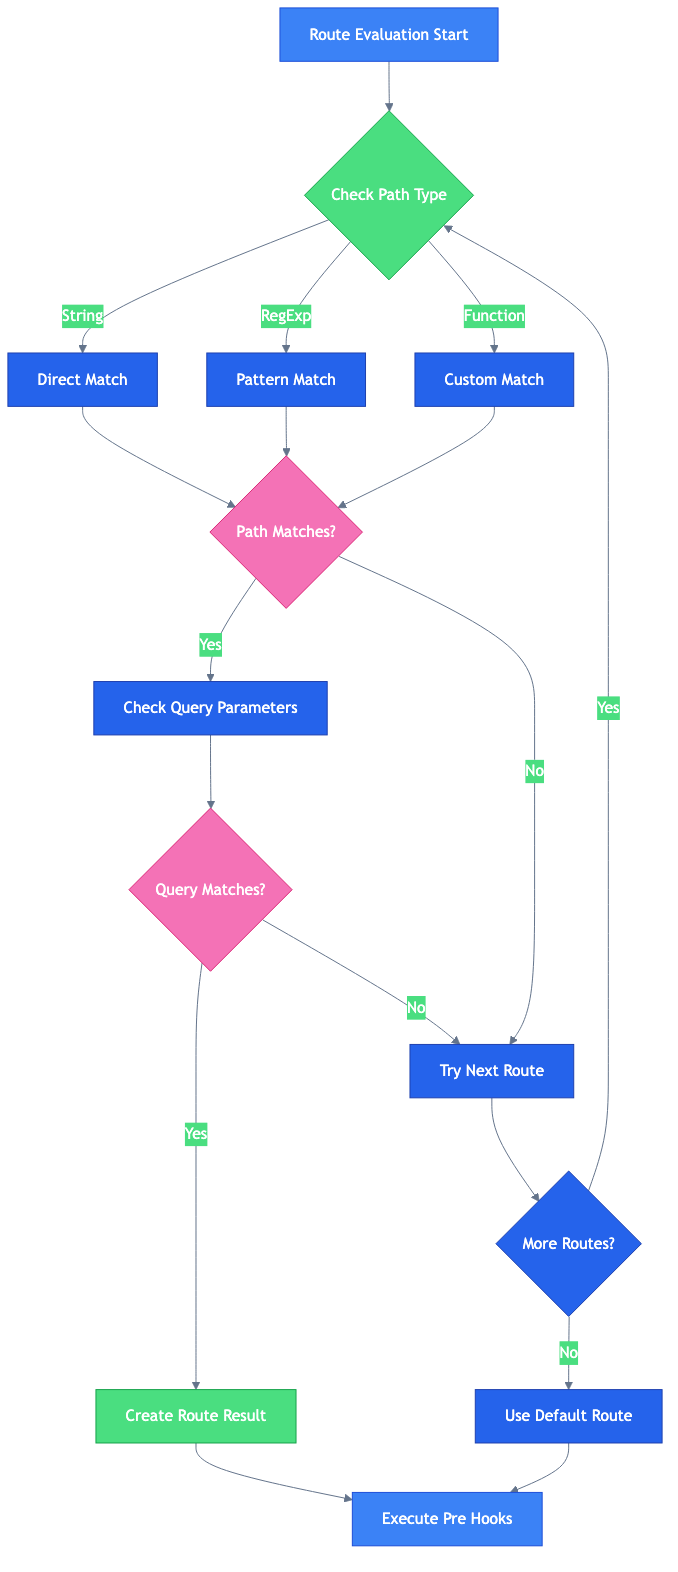 Route Evaluation Start
Check Path Type
String
RegExp
Function
Direct Match
Pattern Match
Custom Match
Path Matches?
Yes
Check Query Parameters
Yes
No
Query Matches?
No
Try Next Route
Yes
More Routes?
No
Create Route Result
Use Default Route
Execute Pre Hooks